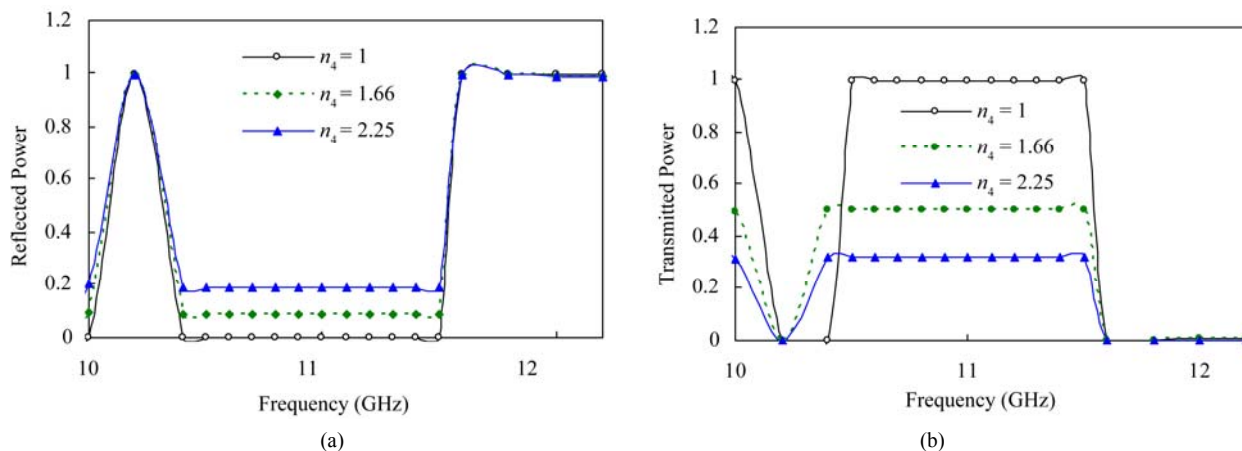 1.2
1
0.8
0.6
0.4
0.2
0
Reflected Power
n₄ = 1
n₄ = 1.66
n₄ = 2.25
10
11
12
Frequency (GHz)
(a)
1.2
1
0.8
0.6
0.4
0.2
0
Transmitted Power
n₄ = 1
n₄ = 1.66
n₄ = 2.25
10
11
12
Frequency (GHz)
(b)